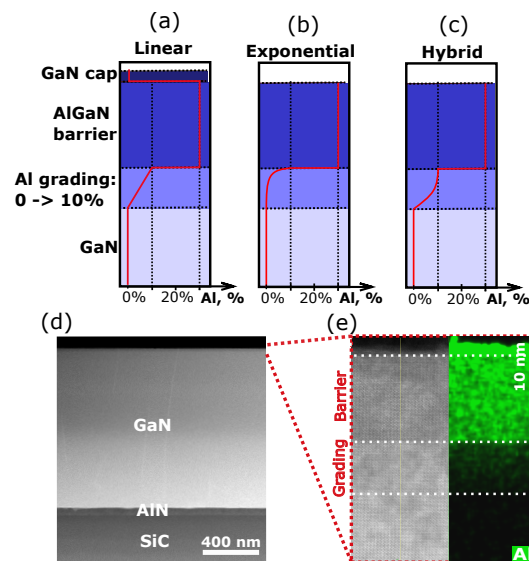 (a)
(b)
(c)
Linear
Exponential
Hybrid
GaN cap
AlGaN
barrier
Al grading:
0 -> 10%
GaN
0% 20% Al, %
0% 20% Al, %
0% 20% Al, %
(d)
(e)
GaN
AlN
SiC
400 nm
Barrier
Grading
10 nm
Al